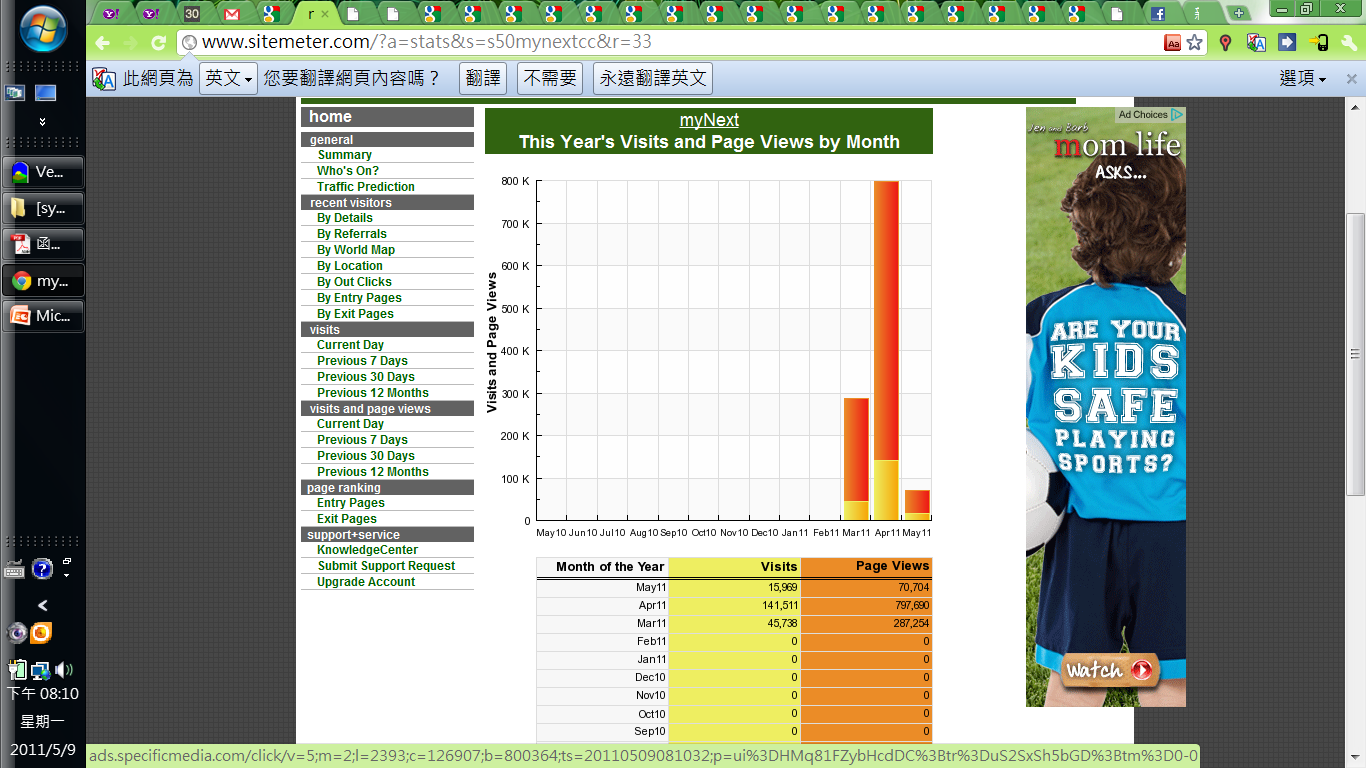 30
r
www.sitemeter.com/?a=stats&s=s50mynextcc&r=33
此網頁為 英文 您要翻譯網頁內容嗎？ 翻譯 不需要 永遠翻譯英文 選項
Ve...
[sy...
my...
Mic...
下午 08:10
星期一
2011/5/9
home
general
Summary
Who's On?
Traffic Prediction
recent visitors
By Details
By Referrals
By World Map
By Location
By Out Clicks
By Entry Pages
By Exit Pages
visits
Current Day
Previous 7 Days
Previous 30 Days
Previous 12 Months
visits and page views
Current Day
Previous 7 Days
Previous 30 Days
Previous 12 Months
page ranking
Entry Pages
Exit Pages
support+service
KnowledgeCenter
Submit Support Request
Upgrade Account
myNext
This Year's Visits and Page Views by Month
Visits and Page Views
800 K
700 K
600 K
500 K
400 K
300 K
200 K
100 K
0
May10 Jun10 Jul10 Aug10 Sep10 Oct10 Nov10 Dec10 Jan11 Feb11 Mar11 Apr11 May11
Month of the Year Visits Page Views
May11 15,969 70,704
Apr11 141,511 797,690
Mar11 45,738 287,254
Feb11 0 0
Jan11 0 0
Dec10 0 0
Nov10 0 0
Oct10 0 0
Sep10 0 0
Ad Choices
Jen and Barb
mom life
ASKS...
ARE YOUR
KIDS
SAFE
PLAYING
SPORTS?
Watch
ads.specificmedia.com/click/v=5;m=2;l=2393;c=126907;b=800364;ts=20110509081032;p=ui%3DHMq81FZybHcdDC%3Btr%3DuS2SxSh5bGD%3Btm%3D0-0